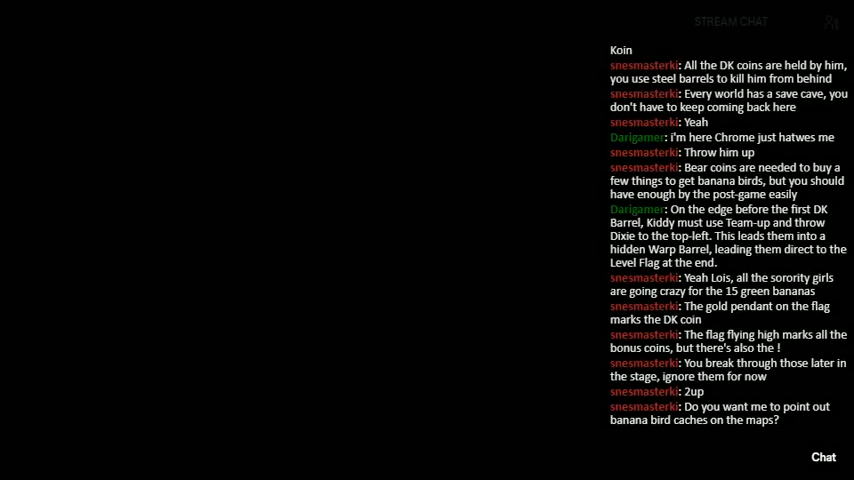 STREAM CHAT
Koin
snesmasterki: All the DK coins are held by him,
you use steel barrels to kill him from behind
snesmasterki: Every world has a save cave, you
don't have to keep coming back here
snesmasterki: Yeah
Darigamer: i'm here Chrome just hatwes me
snesmasterki: Throw him up
snesmasterki: Bear coins are needed to buy a
few things to get banana birds, but you should
have enough by the post-game easily
Darigamer: On the edge before the first DK
Barrel, Kiddy must use Team-up and throw
Dixie to the top-left. This leads them into a
hidden Warp Barrel, leading them direct to the
Level Flag at the end.
snesmasterki: Yeah Lois, all the sorority girls
are going crazy for the 15 green bananas
snesmasterki: The gold pendant on the flag
marks the DK coin
snesmasterki: The flag flying high marks all the
bonus coins, but there's also the !
snesmasterki: You break through those later in
the stage, ignore them for now
snesmasterki: 2up
snesmasterki: Do you want me to point out
banana bird caches on the maps?
Chat